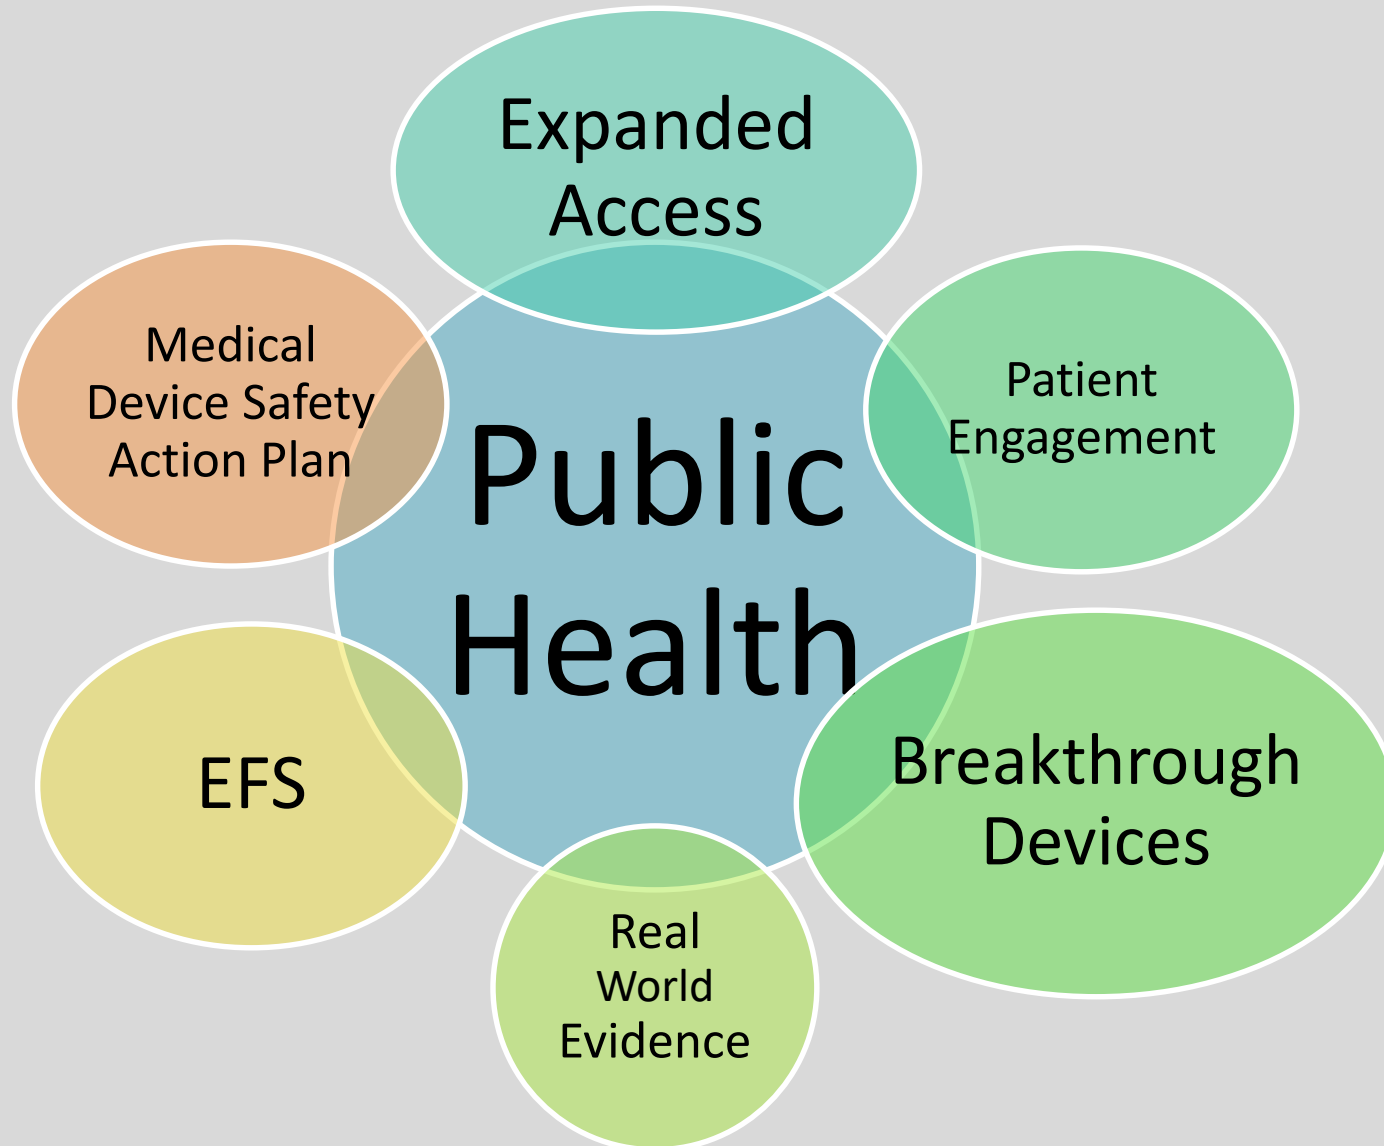 Expanded
Access
Medical
Device Safety
Action Plan
Patient
Engagement
Public
Health
EFS
Breakthrough
Devices
Real
World
Evidence